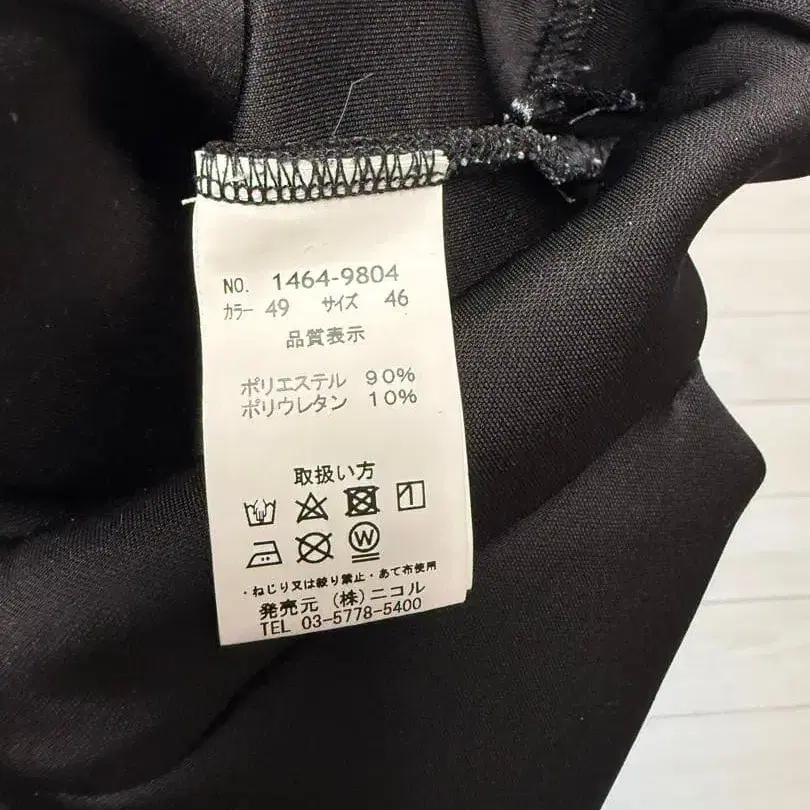 NO. 1464-9804
カラー 49 サイズ 46
品質表示
ポリエステル 90%
ポリウレタン 10%
取扱い方
W
・ねじり又は絞り禁止・あて布使用
発売元 (株)ニコル
TEL 03-5778-5400